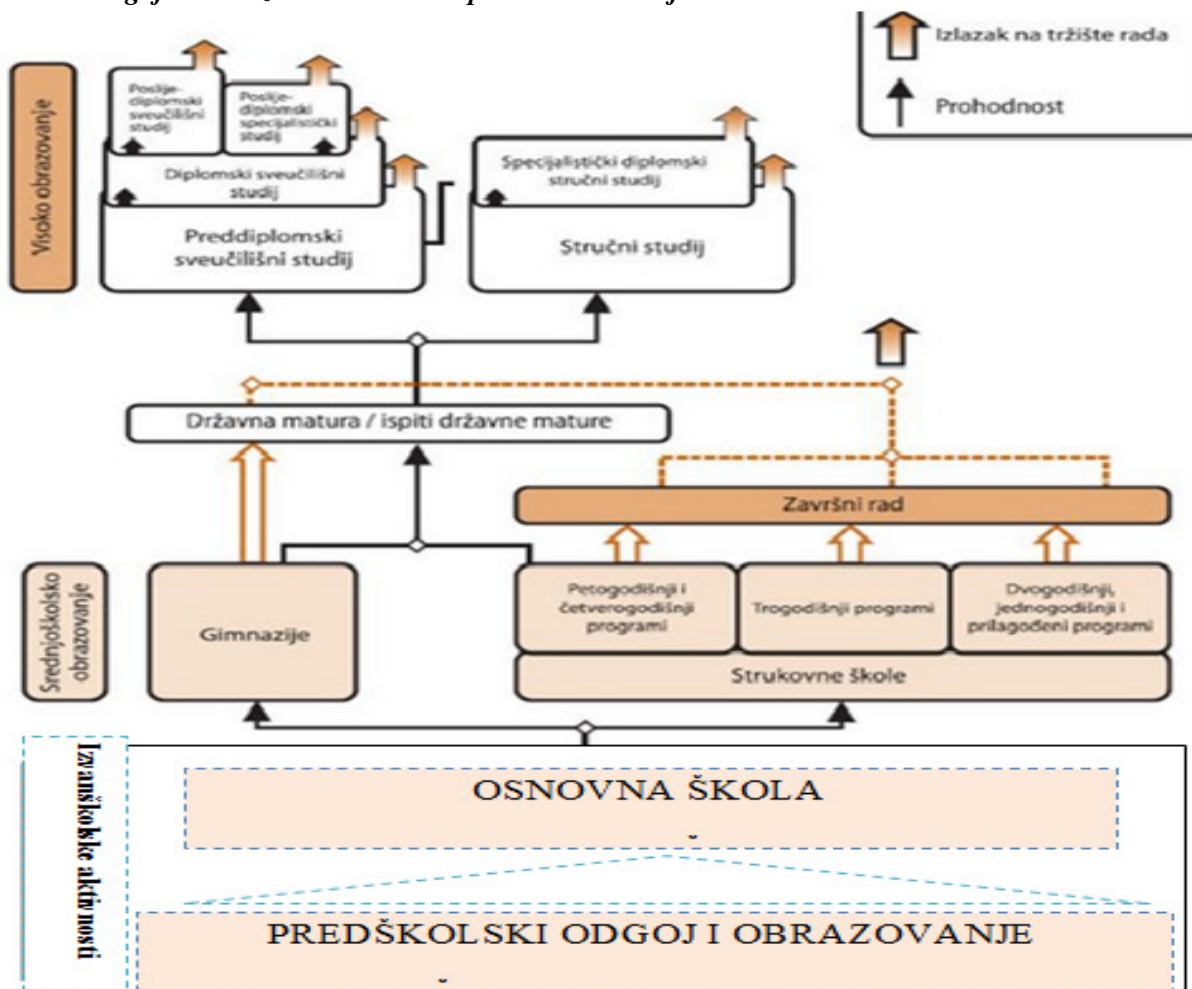 Izlazak na tržište rada
Prohodnost
Visoko obrazovanje
Poslije-
diplomski
sveučilišni
studij
Poslije-
diplomski
specijalistički
studij
Diplomski sveučilišni
studij
Preddiplomski
sveučilišni studij
Specijalistički diplomski
stručni studij
Stručni studij
Državna matura / ispiti državne mature
Završni rad
Srednjoškolsko
obrazovanje
Gimnazije
Petogodišnji i
četverogodišnji
programi
Trogodišnji programi
Dvogodišnji,
jednogodišnji i
prilagođeni programi
Strukovne škole
Izvanškolske aktivnosti
OSNOVNA ŠKOLA
PREDŠKOLSKI ODGOJ I OBRAZOVANJE